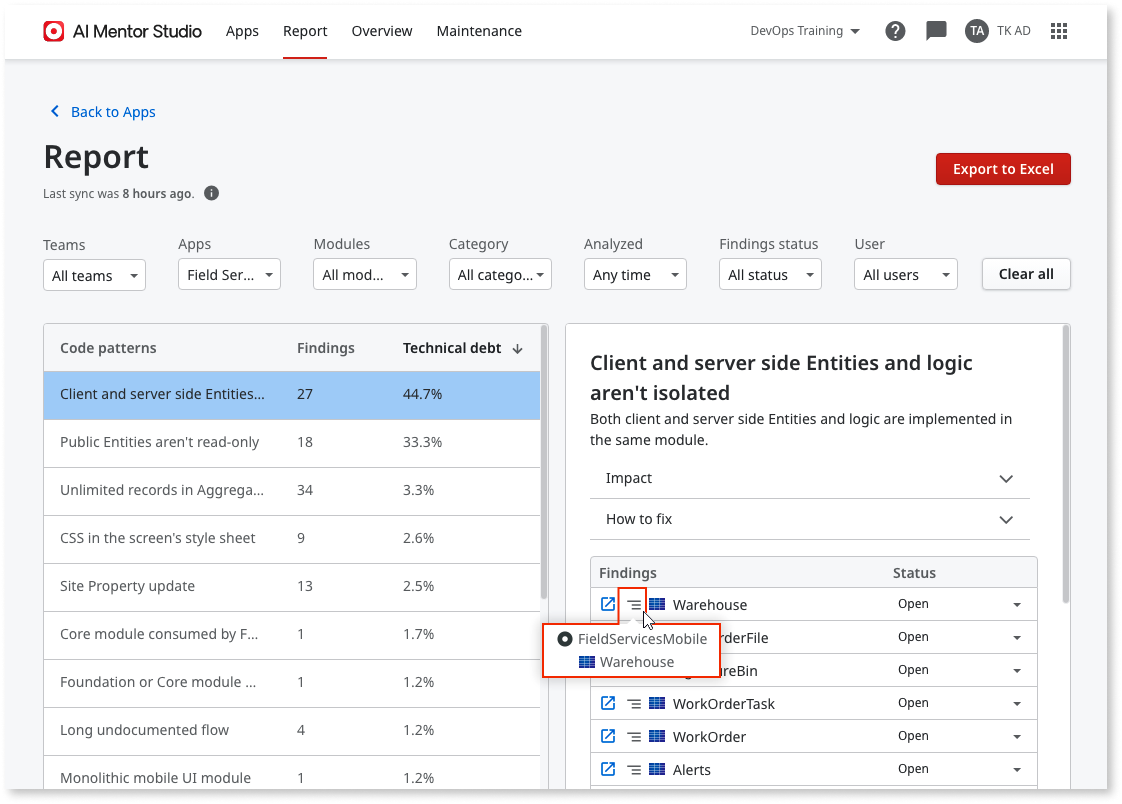 AI Mentor Studio Apps Report Overview Maintenance DevOps Training ? TA TK AD
Back to Apps
Report
Export to Excel
Last sync was 8 hours ago. i
Teams Apps Modules Category Analyzed Findings status User
All teams Field Ser... All mod... All catego... Any time All status All users Clear all
Code patterns Findings Technical debt
Client and server side Entities... 27 44.7%
Public Entities aren't read-only 18 33.3%
Unlimited records in Aggrega... 34 3.3%
CSS in the screen's style sheet 9 2.6%
Site Property update 13 2.5%
Core module consumed by F... 1 1.7%
Foundation or Core module ... 1 1.2%
Long undocumented flow 4 1.2%
Monolithic mobile UI module 1 1.2%
Client and server side Entities and logic
aren't isolated
Both client and server side Entities and logic are implemented in
the same module.
Impact
How to fix
Findings Status
Warehouse Open
FieldServicesMobile
Warehouse
rderFile Open
reBin Open
WorkOrderTask Open
WorkOrder Open
Alerts Open